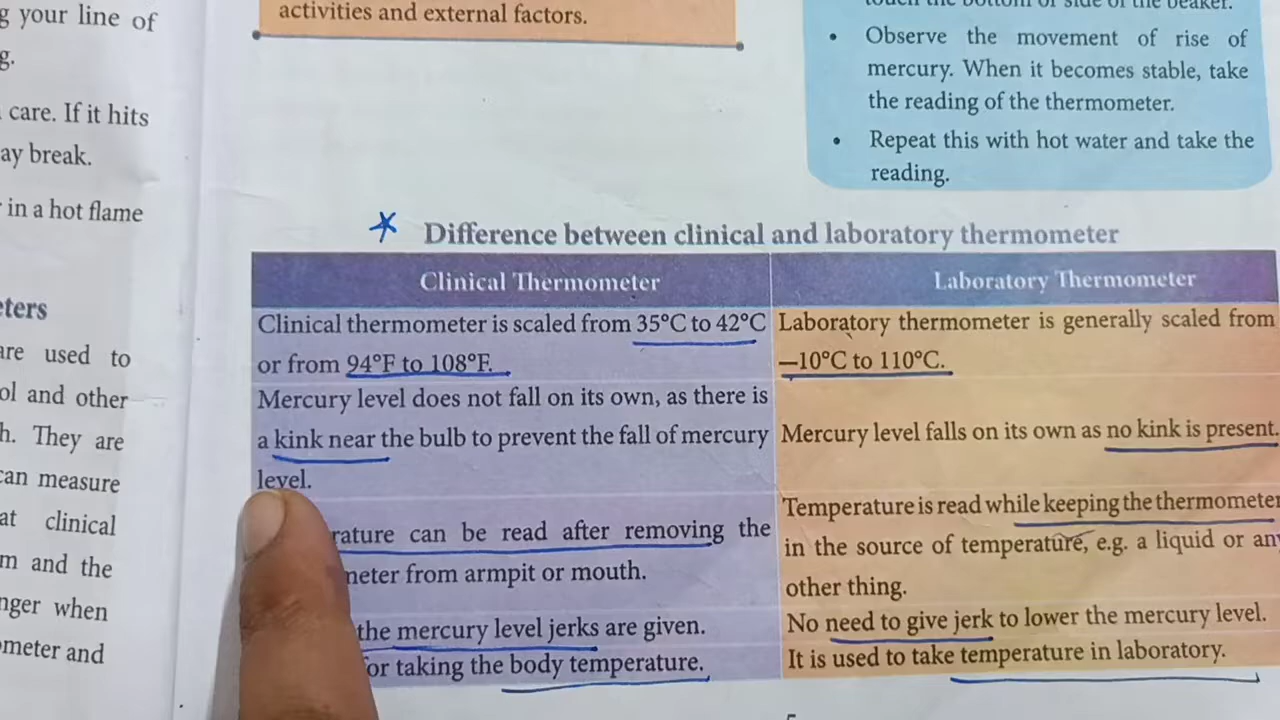 g your line of
g.
care. If it hits
ay break.
in a hot flame
eters
are used to
ol and other
h. They are
can measure
at clinical
m and the
nger when
ometer and
activities and external factors.
touch the bottom or side of the beaker.
• Observe the movement of rise of
mercury. When it becomes stable, take
the reading of the thermometer.
• Repeat this with hot water and take the
reading.
Difference between clinical and laboratory thermometer
Clinical Thermometer
Laboratory Thermometer
Clinical thermometer is scaled from 35°C to 42°C
or from 94°F to 108°F.
Laboratory thermometer is generally scaled from
–10°C to 110°C.
Mercury level does not fall on its own, as there is
a kink near the bulb to prevent the fall of mercury
level.
Mercury level falls on its own as no kink is present.
rature can be read after removing the
meter from armpit or mouth.
Temperature is read while keeping the thermometer
in the source of temperature, e.g. a liquid or any
other thing.
the mercury level jerks are given.
No need to give jerk to lower the mercury level.
or taking the body temperature.
It is used to take temperature in laboratory.